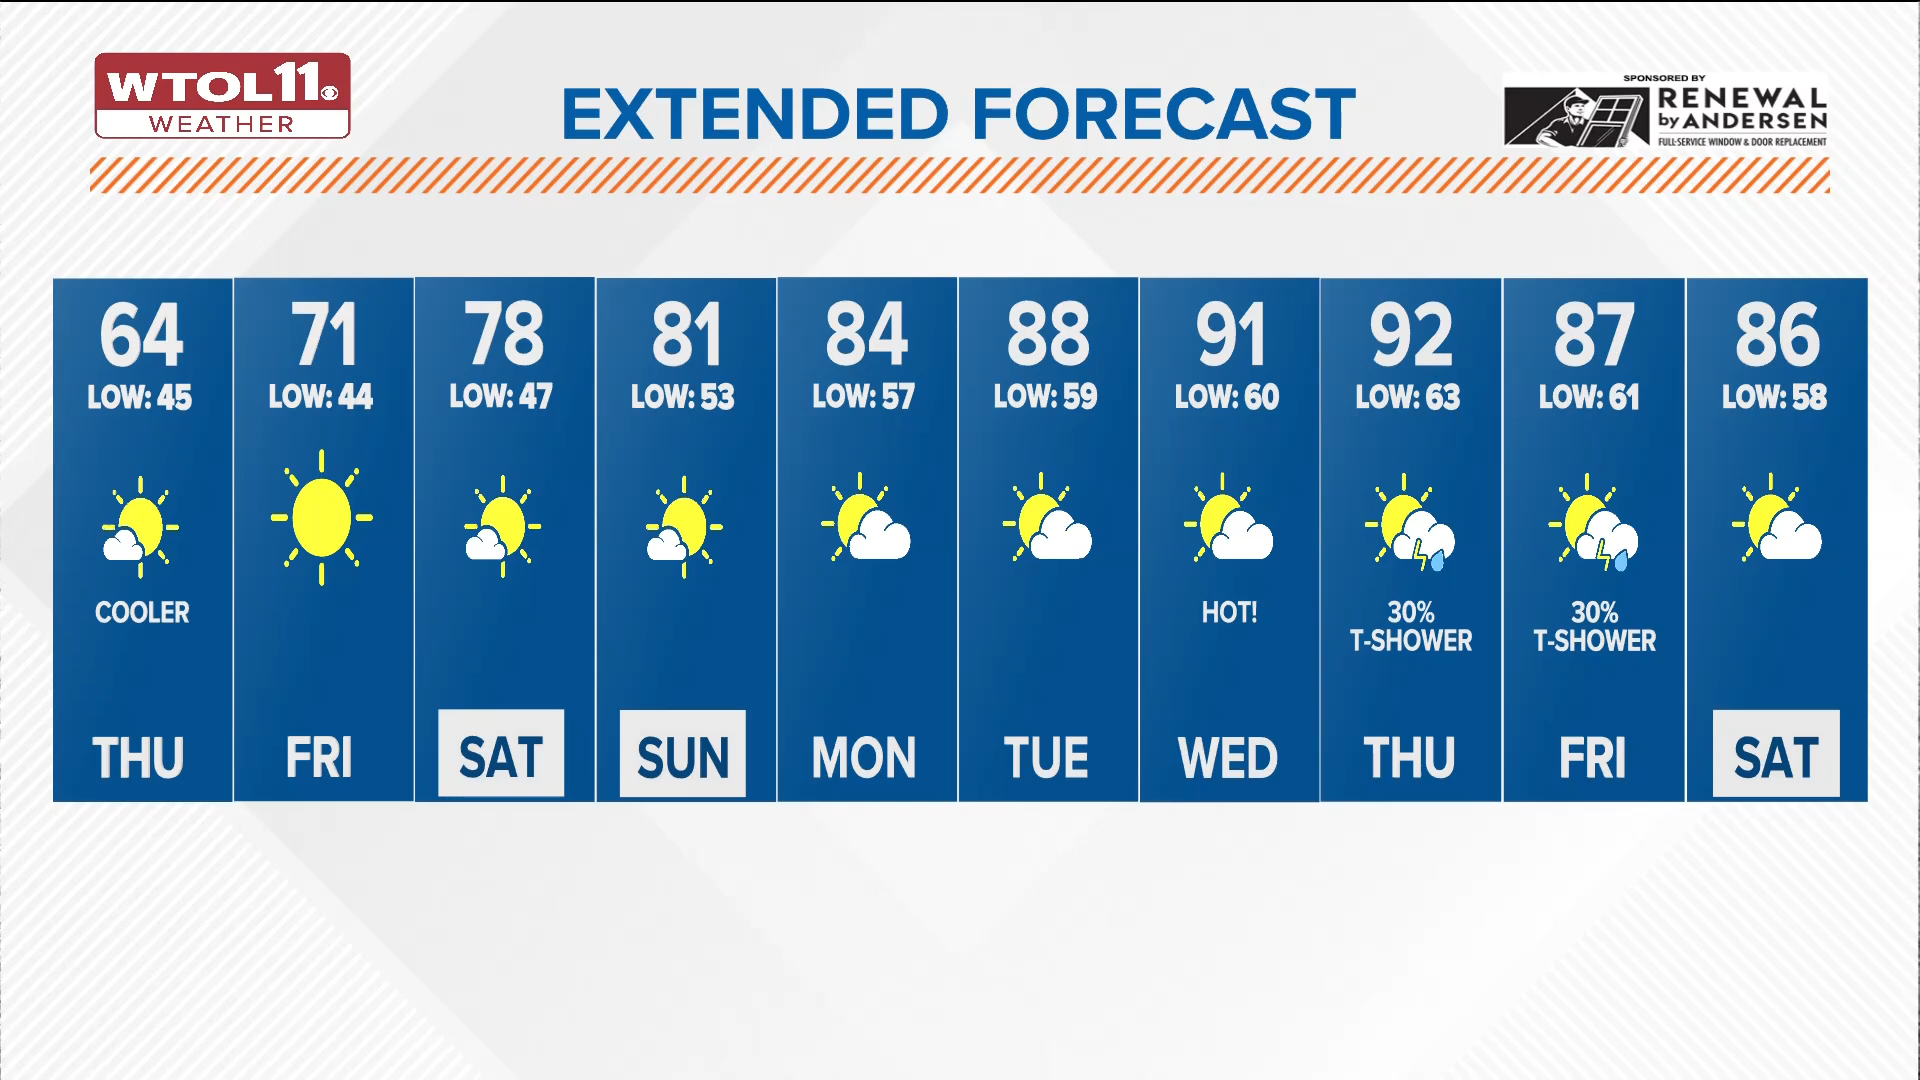 WTOL 11
WEATHER
EXTENDED FORECAST
SPONSORED BY
RENEWAL
by ANDERSEN
FULL-SERVICE WINDOW & DOOR REPLACEMENT
64
LOW: 45
COOLER
THU
71
LOW: 44
FRI
78
LOW: 47
SAT
81
LOW: 53
SUN
84
LOW: 57
MON
88
LOW: 59
TUE
91
LOW: 60
HOT!
WED
92
LOW: 63
30%
T-SHOWER
THU
87
LOW: 61
30%
T-SHOWER
FRI
86
LOW: 58
SAT